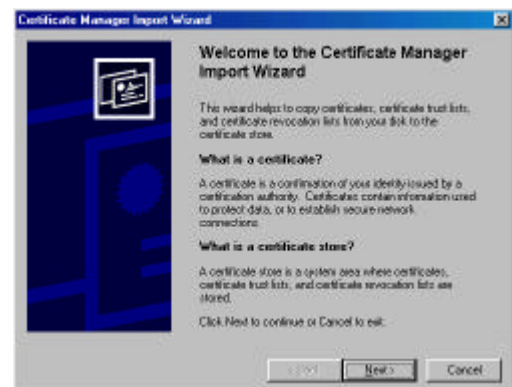 Certificate Manager Import Wizard
Welcome to the Certificate Manager
Import Wizard
This wizard helps to copy certificates, certificate trust lists,
and certificate revocation lists from your disk to the
certificate store.
What is a certificate?
A certificate is a confirmation of your identity issued by a
certification authority. Certificates contain information used
to protect data, or to establish secure network
connections.
What is a certificate store?
A certificate store is a system area where certificates,
certificate trust lists, and certificate revocation lists are
stored.
Click Next to continue or Cancel to exit.
Next >
Cancel